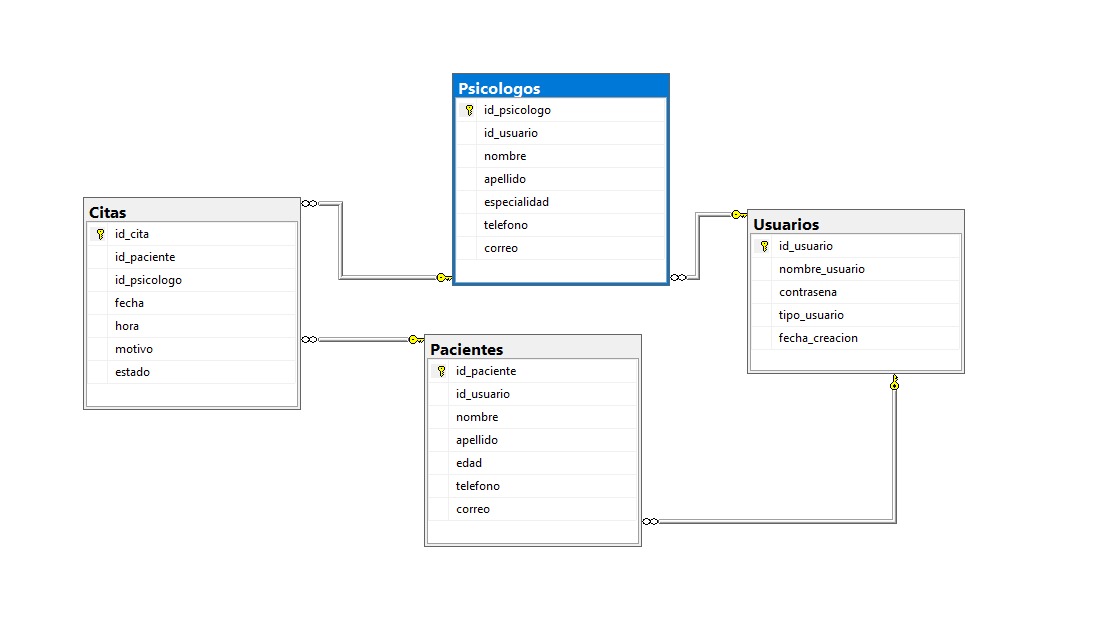 Psicologos
id_psicologo
id_usuario
nombre
apellido
especialidad
telefono
correo
Citas
id_cita
id_paciente
id_psicologo
fecha
hora
motivo
estado
Usuarios
id_usuario
nombre_usuario
contrasena
tipo_usuario
fecha_creacion
Pacientes
id_paciente
id_usuario
nombre
apellido
edad
telefono
correo